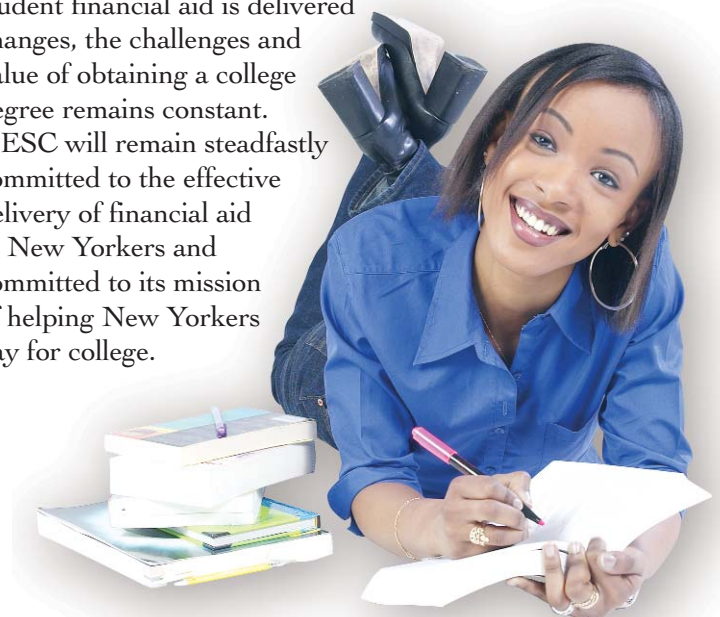 udent financial aid is delivered
hanges, the challenges and
alue of obtaining a college
egree remains constant.
ESC will remain steadfastly
ommitted to the effective
elivery of financial aid
New Yorkers and
ommitted to its mission
f helping New Yorkers
ay for college.